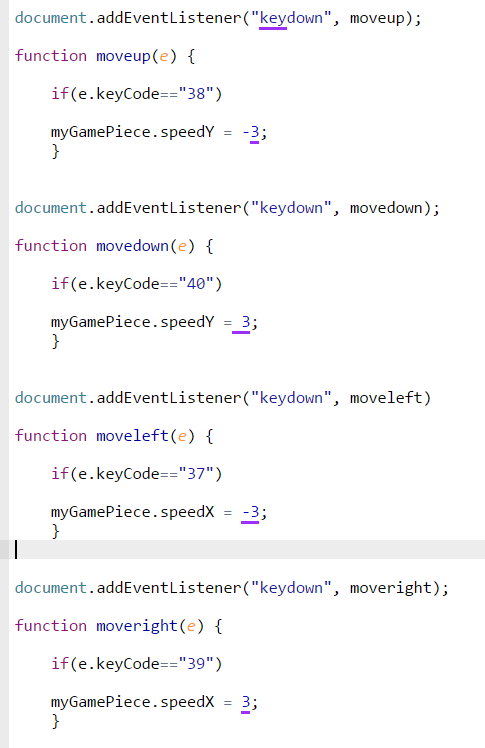 document.addEventListener("keydown", moveup);
function moveup(e) {
if(e.keyCode=="38")
myGamePiece.speedY = -3;
}
document.addEventListener("keydown", movedown);
function movedown(e) {
if(e.keyCode=="40")
myGamePiece.speedY = 3;
}
document.addEventListener("keydown", moveleft)
function moveleft(e) {
if(e.keyCode=="37")
myGamePiece.speedX = -3;
}
document.addEventListener("keydown", moveright);
function moveright(e) {
if(e.keyCode=="39")
myGamePiece.speedX = 3;
}